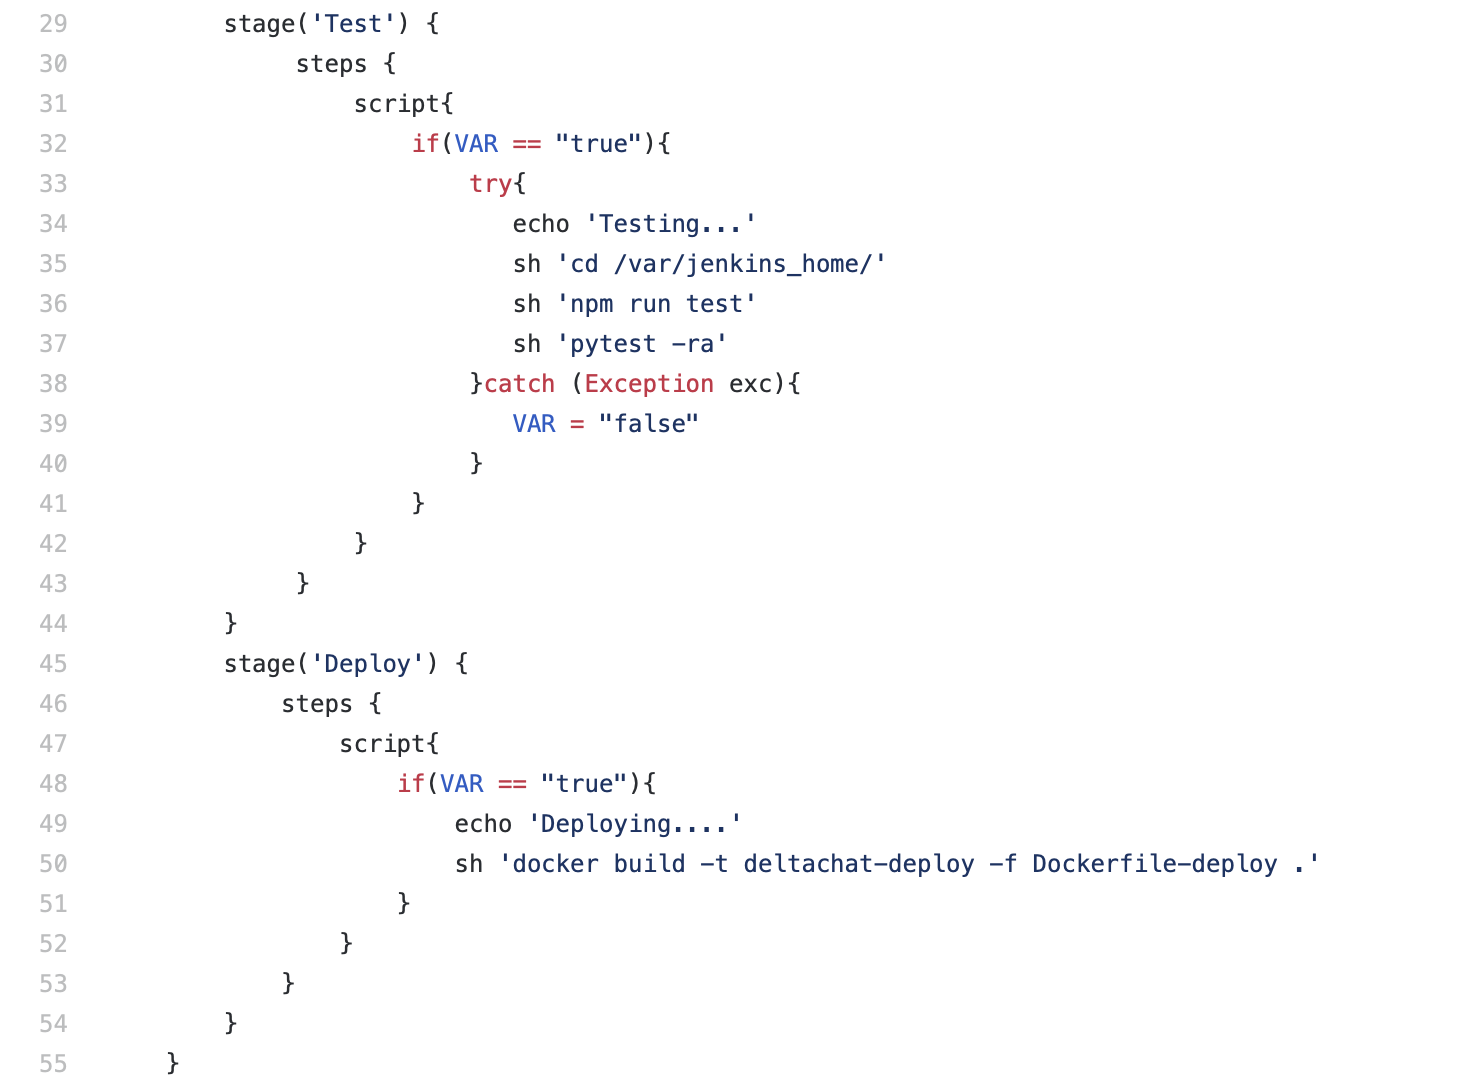 29 stage('Test') {
30 steps {
31 script{
32 if(VAR == "true"){
33 try{
34 echo 'Testing...'
35 sh 'cd /var/jenkins_home/'
36 sh 'npm run test'
37 sh 'pytest -ra'
38 }catch (Exception exc){
39 VAR = "false"
40 }
41 }
42 }
43 }
44 }
45 stage('Deploy') {
46 steps {
47 script{
48 if(VAR == "true"){
49 echo 'Deploying....'
50 sh 'docker build -t deltachat-deploy -f Dockerfile-deploy .'
51 }
52 }
53 }
54 }
55 }